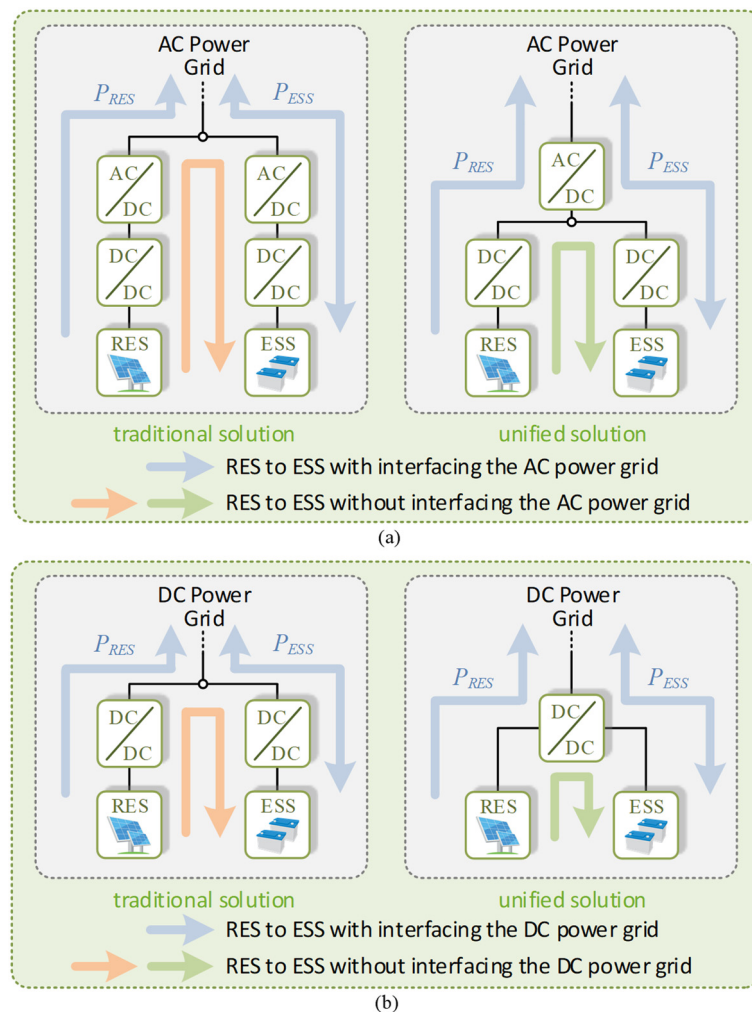 AC Power
Grid
P_RES
P_ESS
AC
DC
AC
DC
DC
DC
DC
DC
RES
ESS
traditional solution
AC Power
Grid
P_RES
P_ESS
AC
DC
DC
DC
DC
DC
RES
ESS
unified solution
RES to ESS with interfacing the AC power grid
RES to ESS without interfacing the AC power grid
(a)
DC Power
Grid
P_RES
P_ESS
DC
DC
DC
DC
RES
ESS
traditional solution
DC Power
Grid
P_RES
P_ESS
DC
DC
RES
ESS
unified solution
RES to ESS with interfacing the DC power grid
RES to ESS without interfacing the DC power grid
(b)